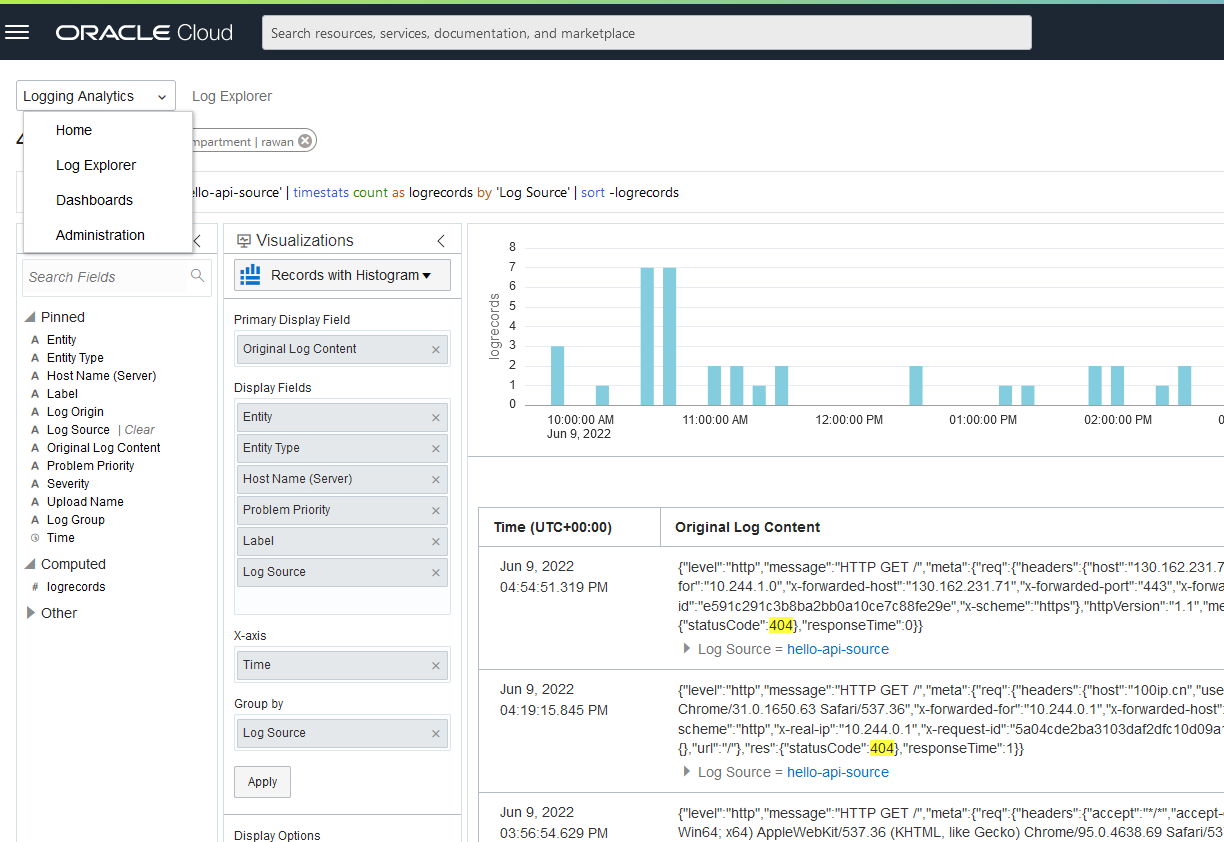 ORACLE Cloud
Search resources, services, documentation, and marketplace
Logging Analytics
Log Explorer
Home
Log Explorer
Dashboards
Administration
mpartment | rawan
ello-api-source' | timestats count as logrecords by 'Log Source' | sort -logrecords
Search Fields
Pinned
A Entity
A Entity Type
A Host Name (Server)
A Label
A Log Origin
A Log Source | Clear
A Original Log Content
A Problem Priority
A Severity
A Upload Name
A Log Group
Time
Computed
# logrecords
Other
Visualizations
Records with Histogram
Primary Display Field
Original Log Content
Display Fields
Entity
Entity Type
Host Name (Server)
Problem Priority
Label
Log Source
X-axis
Time
Group by
Log Source
Apply
Display Options
logrecords
8
7
6
5
4
3
2
1
0
10:00:00 AM 11:00:00 AM 12:00:00 PM 01:00:00 PM 02:00:00 PM 0
Jun 9, 2022
Time (UTC+00:00) Original Log Content
Jun 9, 2022
04:54:51.319 PM
{"level":"http","message":"HTTP GET /","meta":{"req":{"headers":{"host":"130.162.231.7
for":"10.244.1.0","x-forwarded-host":"130.162.231.71","x-forwarded-port":"443","x-forwa
id":"e591c291c3b8ba2bb0a10ce7c88fe29e","x-scheme":"https"},"httpVersion":"1.1","me
{"statusCode":404},"responseTime":0}}
Log Source = hello-api-source
Jun 9, 2022
04:19:15.845 PM
{"level":"http","message":"HTTP GET /","meta":{"req":{"headers":{"host":"100ip.cn","use
Chrome/31.0.1650.63 Safari/537.36","x-forwarded-for":"10.244.0.1","x-forwarded-host":
scheme":"http","x-real-ip":"10.244.0.1","x-request-id":"5a04cde2ba3103daf2dfc10d09a1
{},"url":"/"},"res":{"statusCode":404},"responseTime":1}}
Log Source = hello-api-source
Jun 9, 2022
03:56:54.629 PM
{"level":"http","message":"HTTP GET /","meta":{"req":{"headers":{"accept":"*/*","accept-
Win64; x64) AppleWebKit/537.36 (KHTML, like Gecko) Chrome/95.0.4638.69 Safari/53